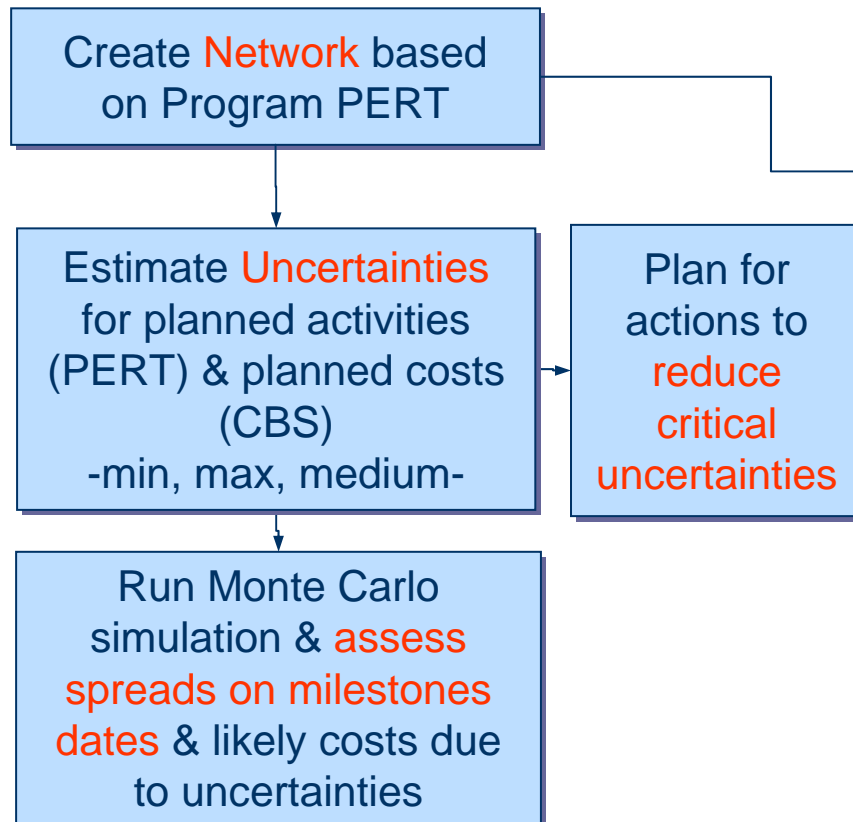 Create Network based
on Program PERT
Estimate Uncertainties
for planned activities
(PERT) & planned costs
(CBS)
-min, max, medium-
Plan for
actions to
reduce
critical
uncertainties
Run Monte Carlo
simulation & assess
spreads on milestones
dates & likely costs due
to uncertainties